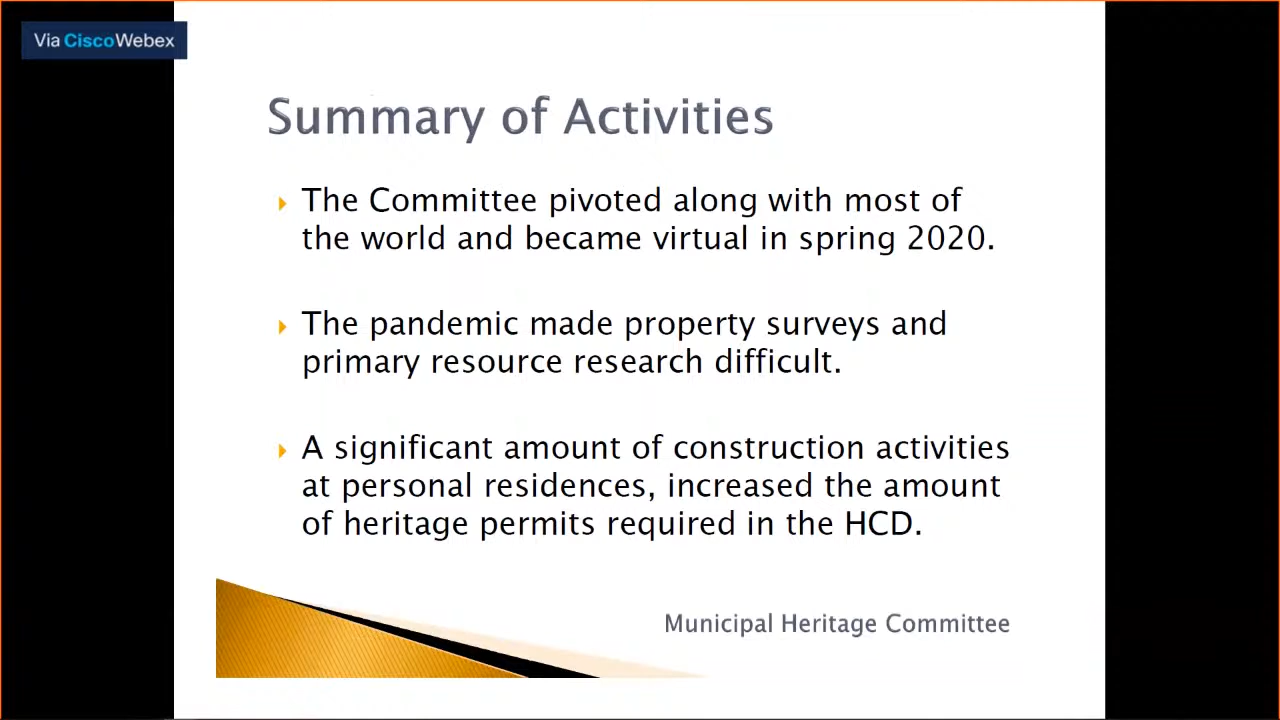 Via CiscoWebex
Summary of Activities
The Committee pivoted along with most of
the world and became virtual in spring 2020.
The pandemic made property surveys and
primary resource research difficult.
A significant amount of construction activities
at personal residences, increased the amount
of heritage permits required in the HCD.
Municipal Heritage Committee